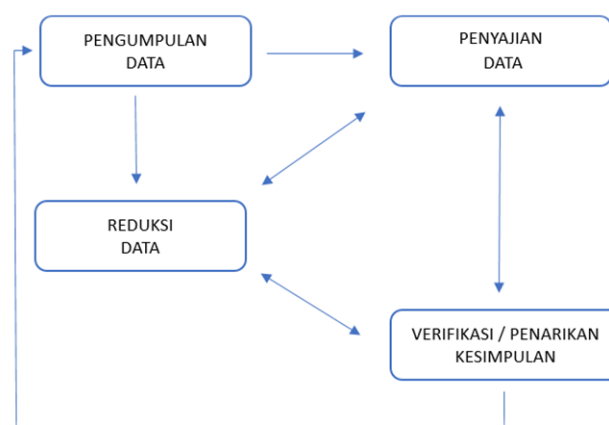 PENGUMPULAN
DATA
PENYAJIAN
DATA
REDUKSI
DATA
VERIFIKASI / PENARIKAN
KESIMPULAN